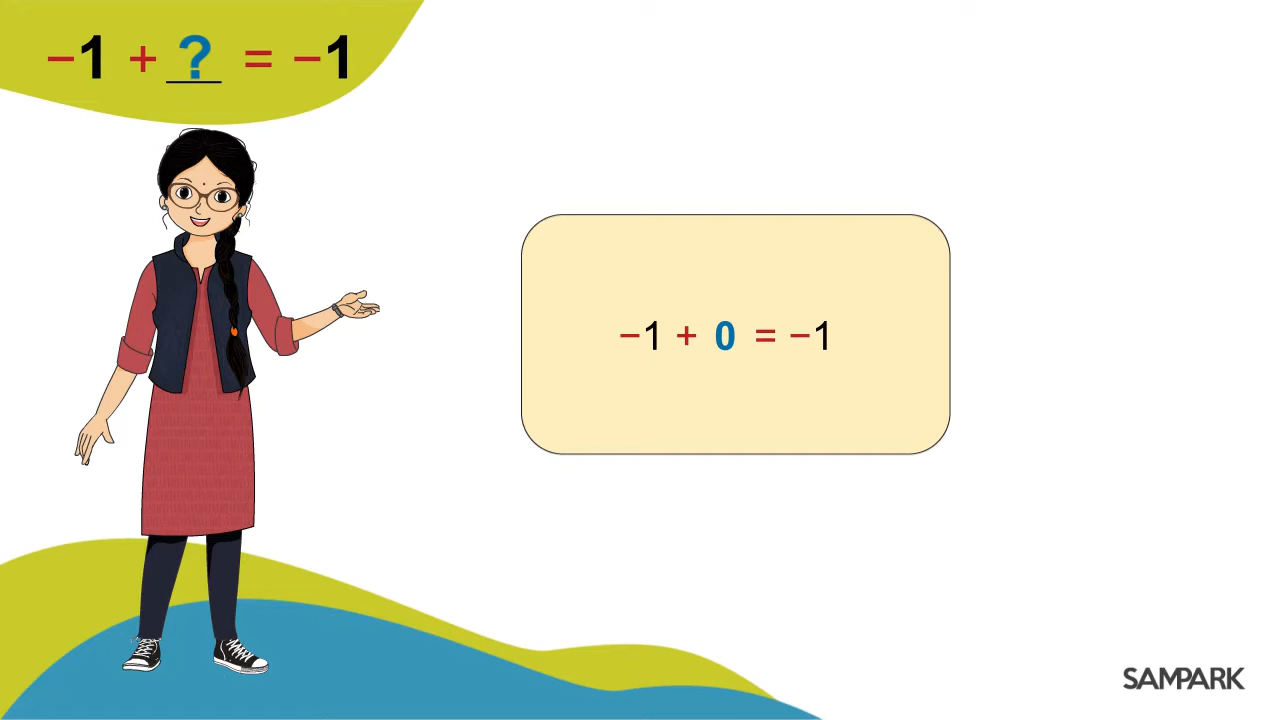 −1 + ? = −1
−1 + 0 = −1
SAMPARK